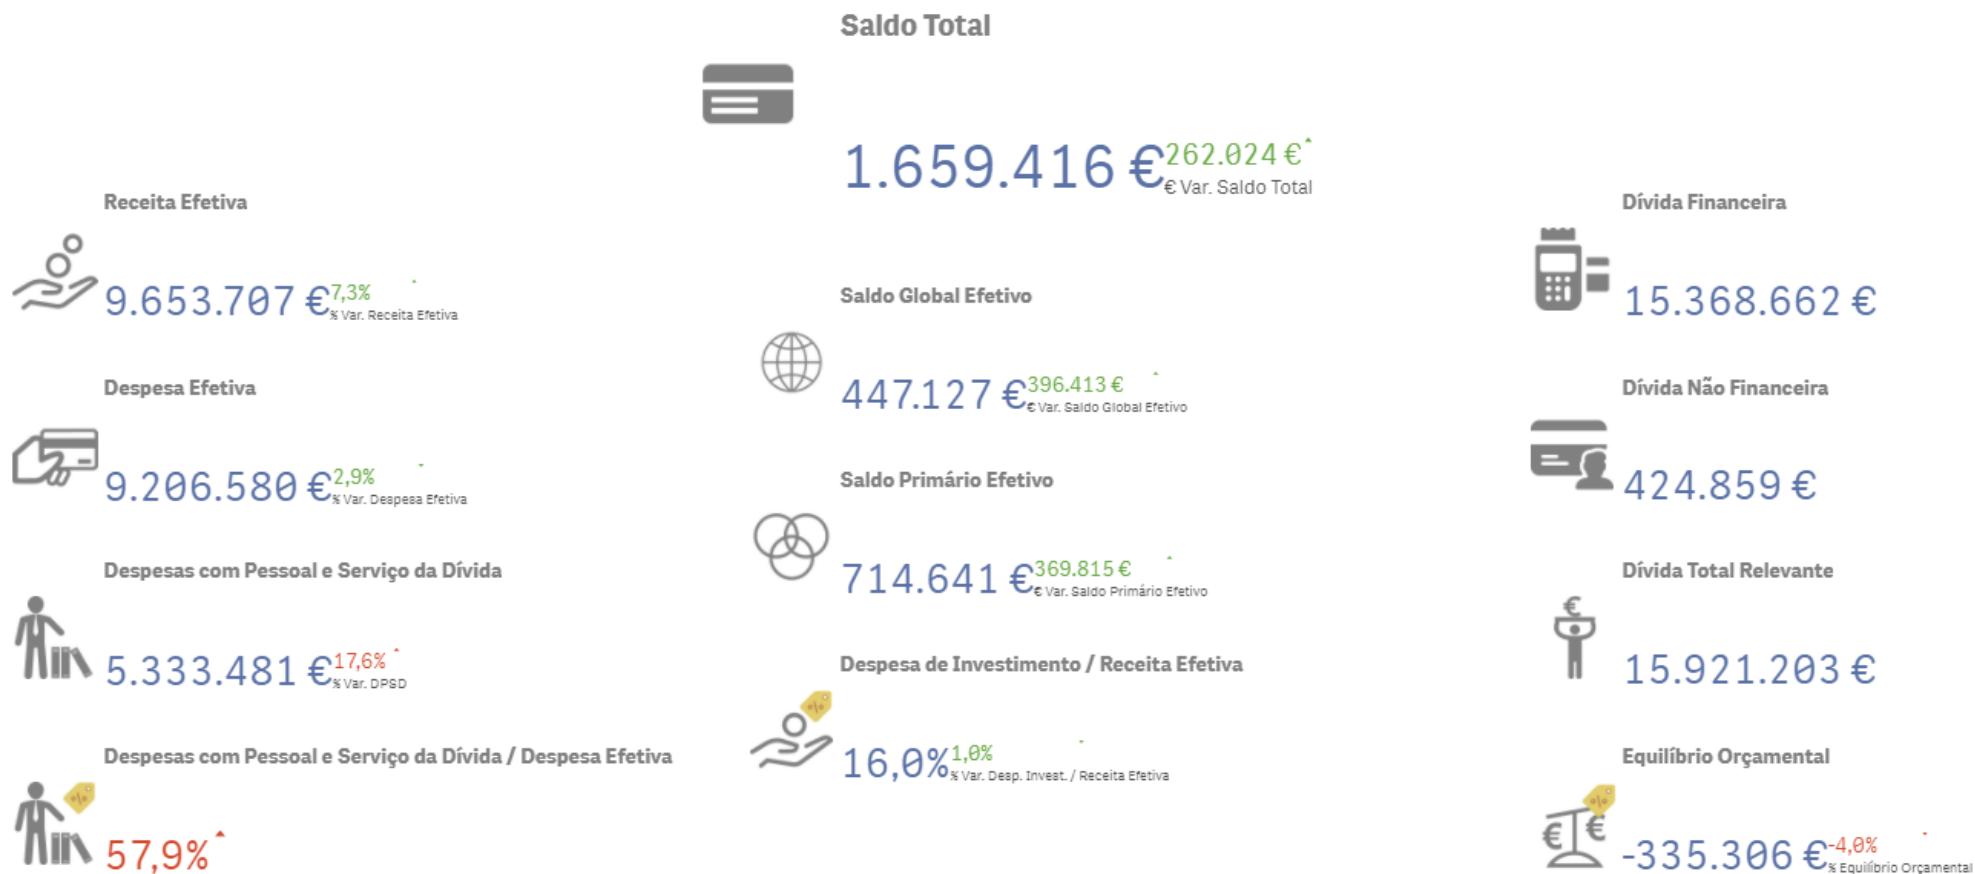 Saldo Total
1.659.416 €
262.024 €
€ Var. Saldo Total
Receita Efetiva
9.653.707 €
7,3%
% Var. Receita Efetiva
Despesa Efetiva
9.206.580 €
2,9%
% Var. Despesa Efetiva
Despesas com Pessoal e Serviço da Dívida
5.333.481 €
17,6%
% Var. DPSD
Despesas com Pessoal e Serviço da Dívida / Despesa Efetiva
%
57,9%
Saldo Global Efetivo
447.127 €
396.413 €
€ Var. Saldo Global Efetivo
Saldo Primário Efetivo
714.641 €
369.815 €
€ Var. Saldo Primário Efetivo
Despesa de Investimento / Receita Efetiva
%
16,0%
1,0%
% Var. Desp. Invest. / Receita Efetiva
Dívida Financeira
15.368.662 €
Dívida Não Financeira
424.859 €
Dívida Total Relevante
€
15.921.203 €
Equilíbrio Orçamental
%
€ €
-335.306 €
-4,0%
% Equilíbrio Orçamental